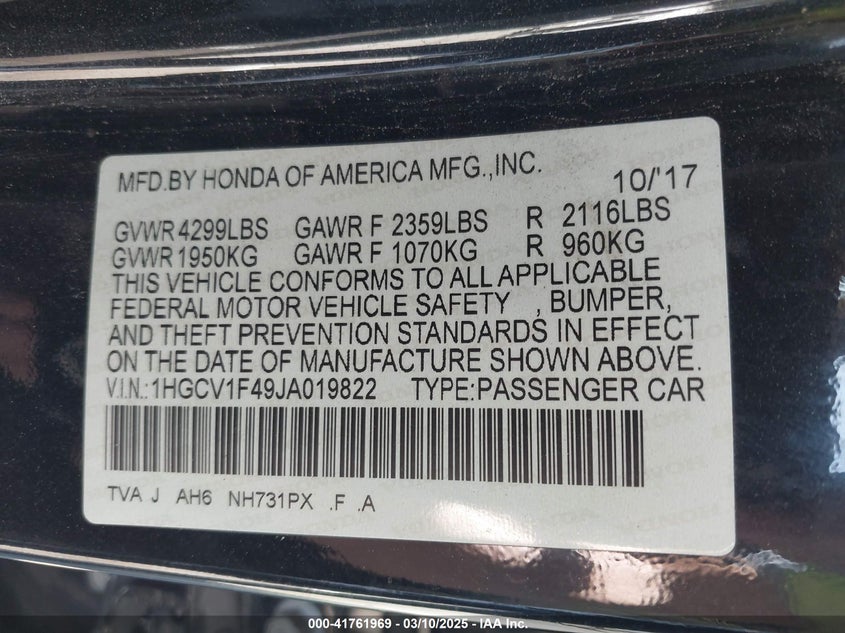 MFD.BY HONDA OF AMERICA MFG.,INC. 10/'17
GVWR 4299LBS GAWR F 2359LBS R 2116LBS
GVWR 1950KG GAWR F 1070KG R 960KG
THIS VEHICLE CONFORMS TO ALL APPLICABLE
FEDERAL MOTOR VEHICLE SAFETY , BUMPER,
AND THEFT PREVENTION STANDARDS IN EFFECT
ON THE DATE OF MANUFACTURE SHOWN ABOVE.
V.I.N.:1HGCV1F49JA019822 TYPE:PASSENGER CAR
TVA J AH6 NH731PX .F .A
000-41761969 — 03/10/2025 — IAA Inc.